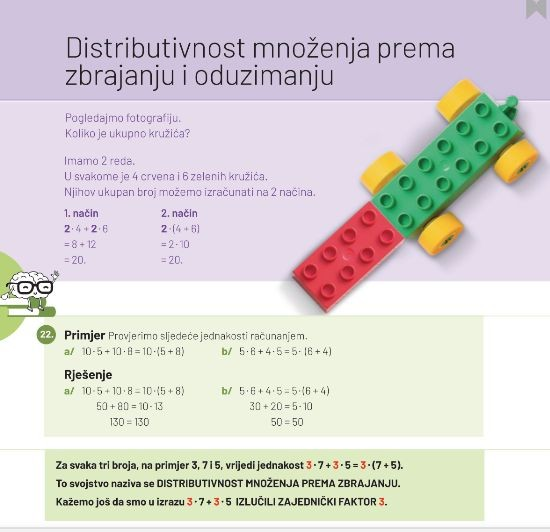 Distributivnost množenja prema
zbrajanju i oduzimanju
Pogledajmo fotografiju.
Koliko je ukupno kružića?
Imamo 2 reda.
U svakome je 4 crvena i 6 zelenih kružića.
Njihov ukupan broj možemo izračunati na 2 načina.
1. način
2 · 4 + 2 · 6
= 8 + 12
= 20.
2. način
2 · (4 + 6)
= 2 · 10
= 20.
22. Primjer Provjerimo sljedeće jednakosti računanjem.
a/ 10 · 5 + 10 · 8 = 10 · (5 + 8) b/ 5 · 6 + 4 · 5 = 5 · (6 + 4)
Rješenje
a/ 10 · 5 + 10 · 8 = 10 · (5 + 8) b/ 5 · 6 + 4 · 5 = 5 · (6 + 4)
50 + 80 = 10 · 13 30 + 20 = 5 · 10
130 = 130 50 = 50
Za svaka tri broja, na primjer 3, 7 i 5, vrijedi jednakost 3 · 7 + 3 · 5 = 3 · (7 + 5).
To svojstvo naziva se DISTRIBUTIVNOST MNOŽENJA PREMA ZBRAJANJU.
Kažemo još da smo u izrazu 3 · 7 + 3 · 5 IZLUČILI ZAJEDNIČKI FAKTOR 3.